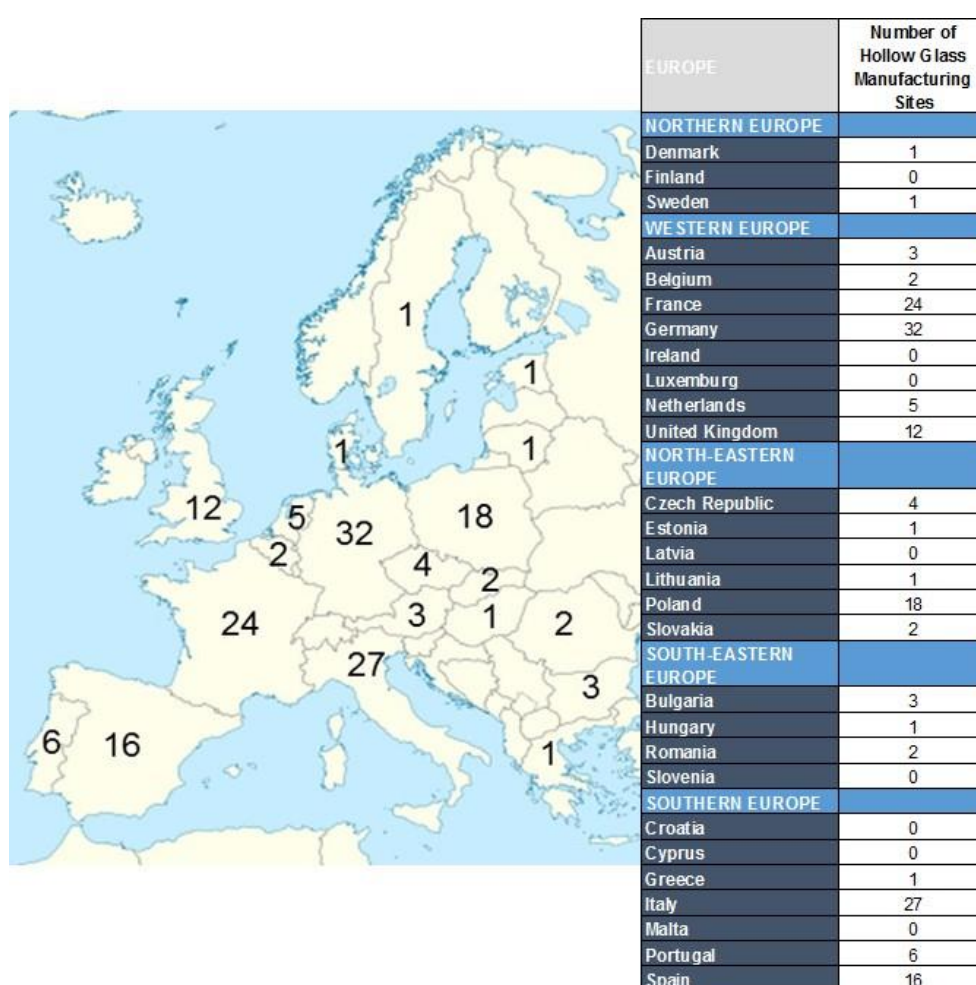 EUROPE
Number of
Hollow Glass
Manufacturing
Sites
NORTHERN EUROPE
Denmark 1
Finland 0
Sweden 1
WESTERN EUROPE
Austria 3
Belgium 2
France 24
Germany 32
Ireland 0
Luxemburg 0
Netherlands 5
United Kingdom 12
NORTH-EASTERN
EUROPE
Czech Republic 4
Estonia 1
Latvia 0
Lithuania 1
Poland 18
Slovakia 2
SOUTH-EASTERN
EUROPE
Bulgaria 3
Hungary 1
Romania 2
Slovenia 0
SOUTHERN EUROPE
Croatia 0
Cyprus 0
Greece 1
Italy 27
Malta 0
Portugal 6
Spain 16
1
1
1
1
12
5
32
18
2
4
2
24
3
1
2
27
3
6
16
1